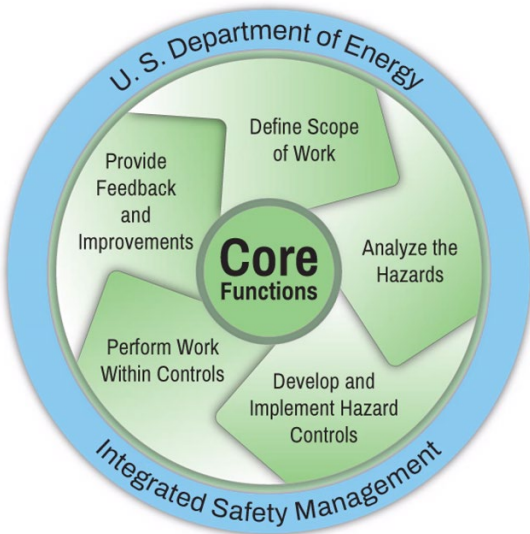 U. S. Department of Energy
Define Scope
of Work
Analyze the
Hazards
Develop and
Implement Hazard
Controls
Perform Work
Within Controls
Provide
Feedback
and
Improvements
Core
Functions
Integrated Safety Management